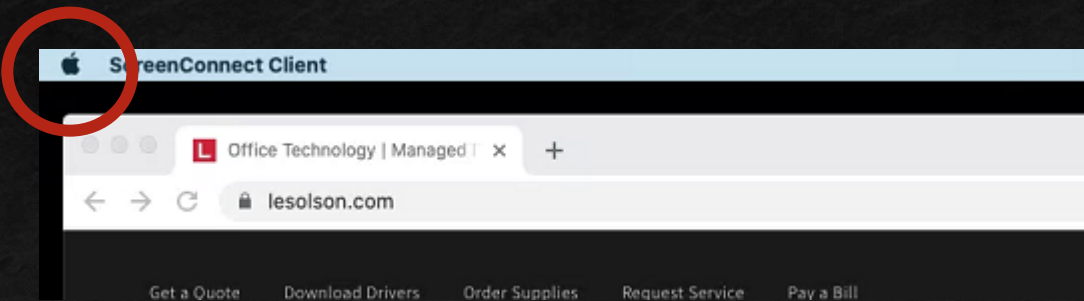 ScreenConnect Client
L Office Technology | Managed
lesolson.com
Get a Quote Download Drivers Order Supplies Request Service Pay a Bill